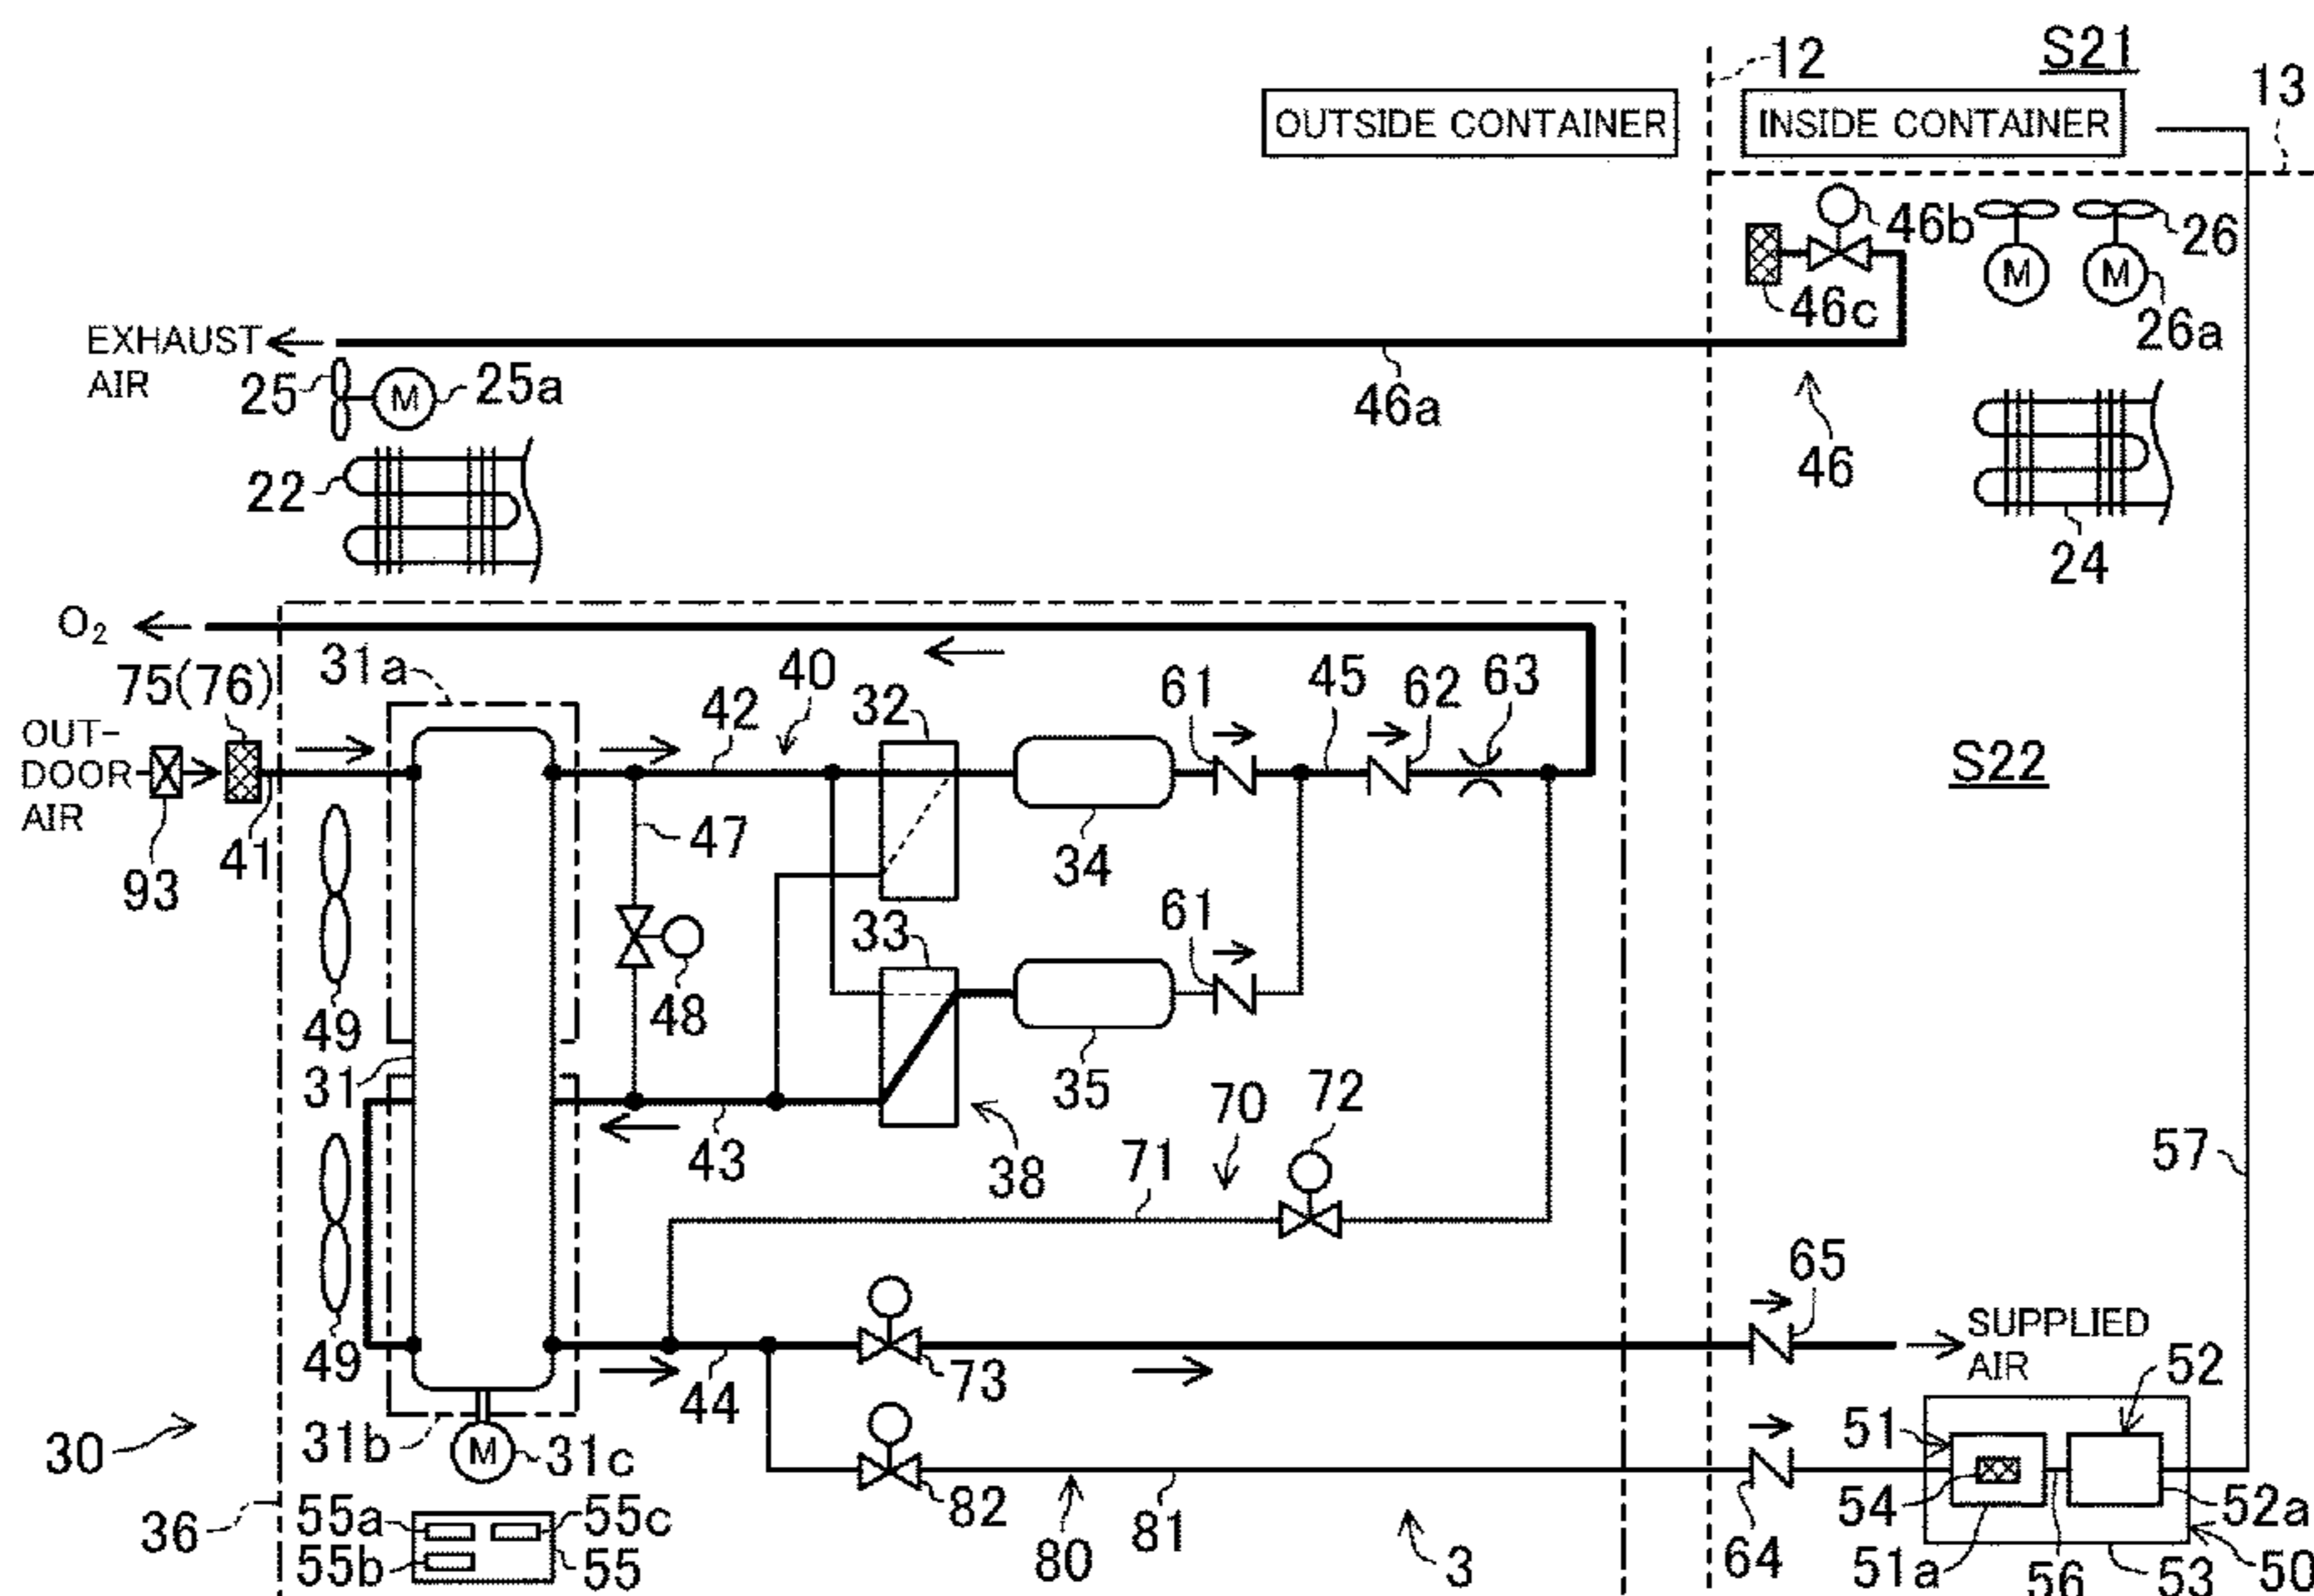 S21
12
13
OUTSIDE CONTAINER
INSIDE CONTAINER
46b
26
M
M
46c
26a
EXHAUST
AIR
25
M
25a
46a
46
22
24
O2
75(76)
31a
40
32
61
45
62
63
42
OUT-
DOOR
AIR
S22
93
41
47
34
33
61
49
48
31
35
43
38
70
72
71
57
65
SUPPLIED
AIR
49
44
73
52
30
31b
M
31c
51
54
52a
36
55a
55c
55b
55
82
80
81
3
64
51a
56
53
50